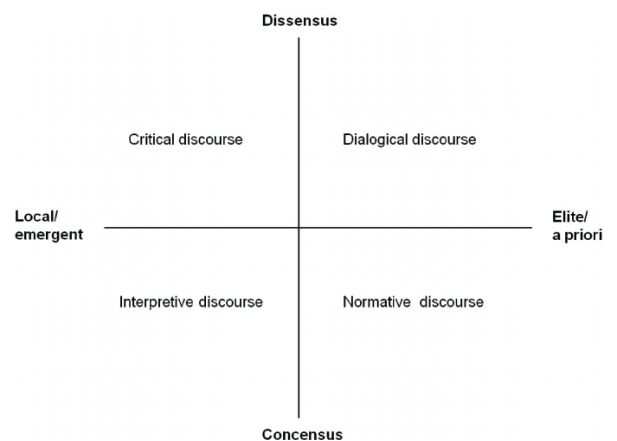 Dissensus
Critical discourse
Dialogical discourse
Local/
emergent
Elite/
a priori
Interpretive discourse
Normative discourse
Concensus